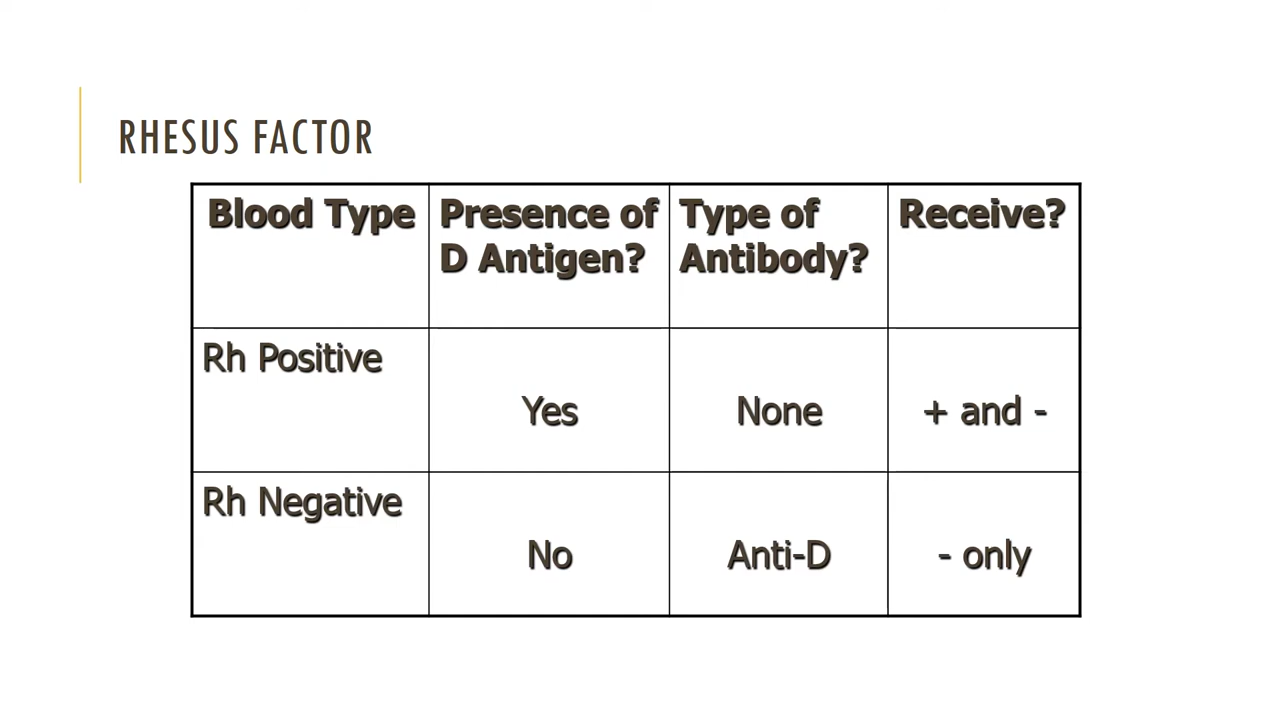 RHESUS FACTOR
Blood Type
Presence of
D Antigen?
Type of
Antibody?
Receive?
Rh Positive
Yes
None
+ and -
Rh Negative
No
Anti-D
- only